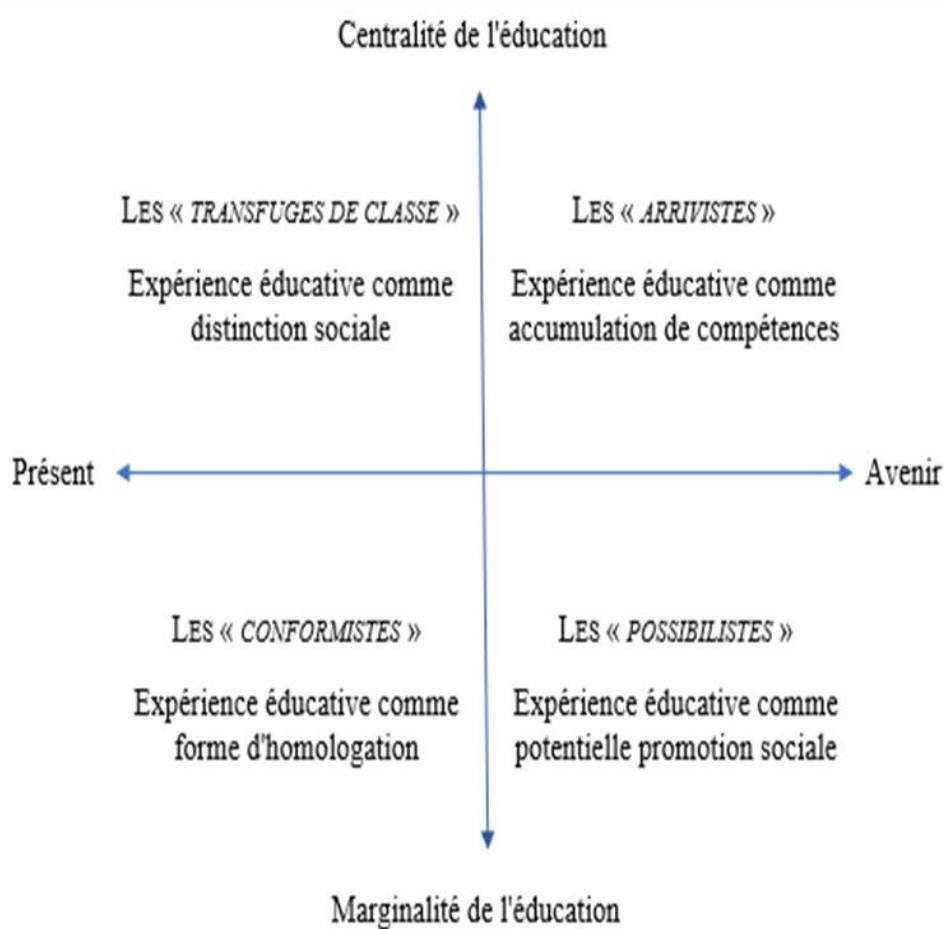 Centralité de l'éducation
LES « TRANSFUGES DE CLASSE »
Expérience éducative comme
distinction sociale
LES « ARRIVISTES »
Expérience éducative comme
accumulation de compétences
Présent
Avenir
LES « CONFORMISTES »
Expérience éducative comme
forme d'homologation
LES « POSSIBILISTES »
Expérience éducative comme
potentielle promotion sociale
Marginalité de l'éducation